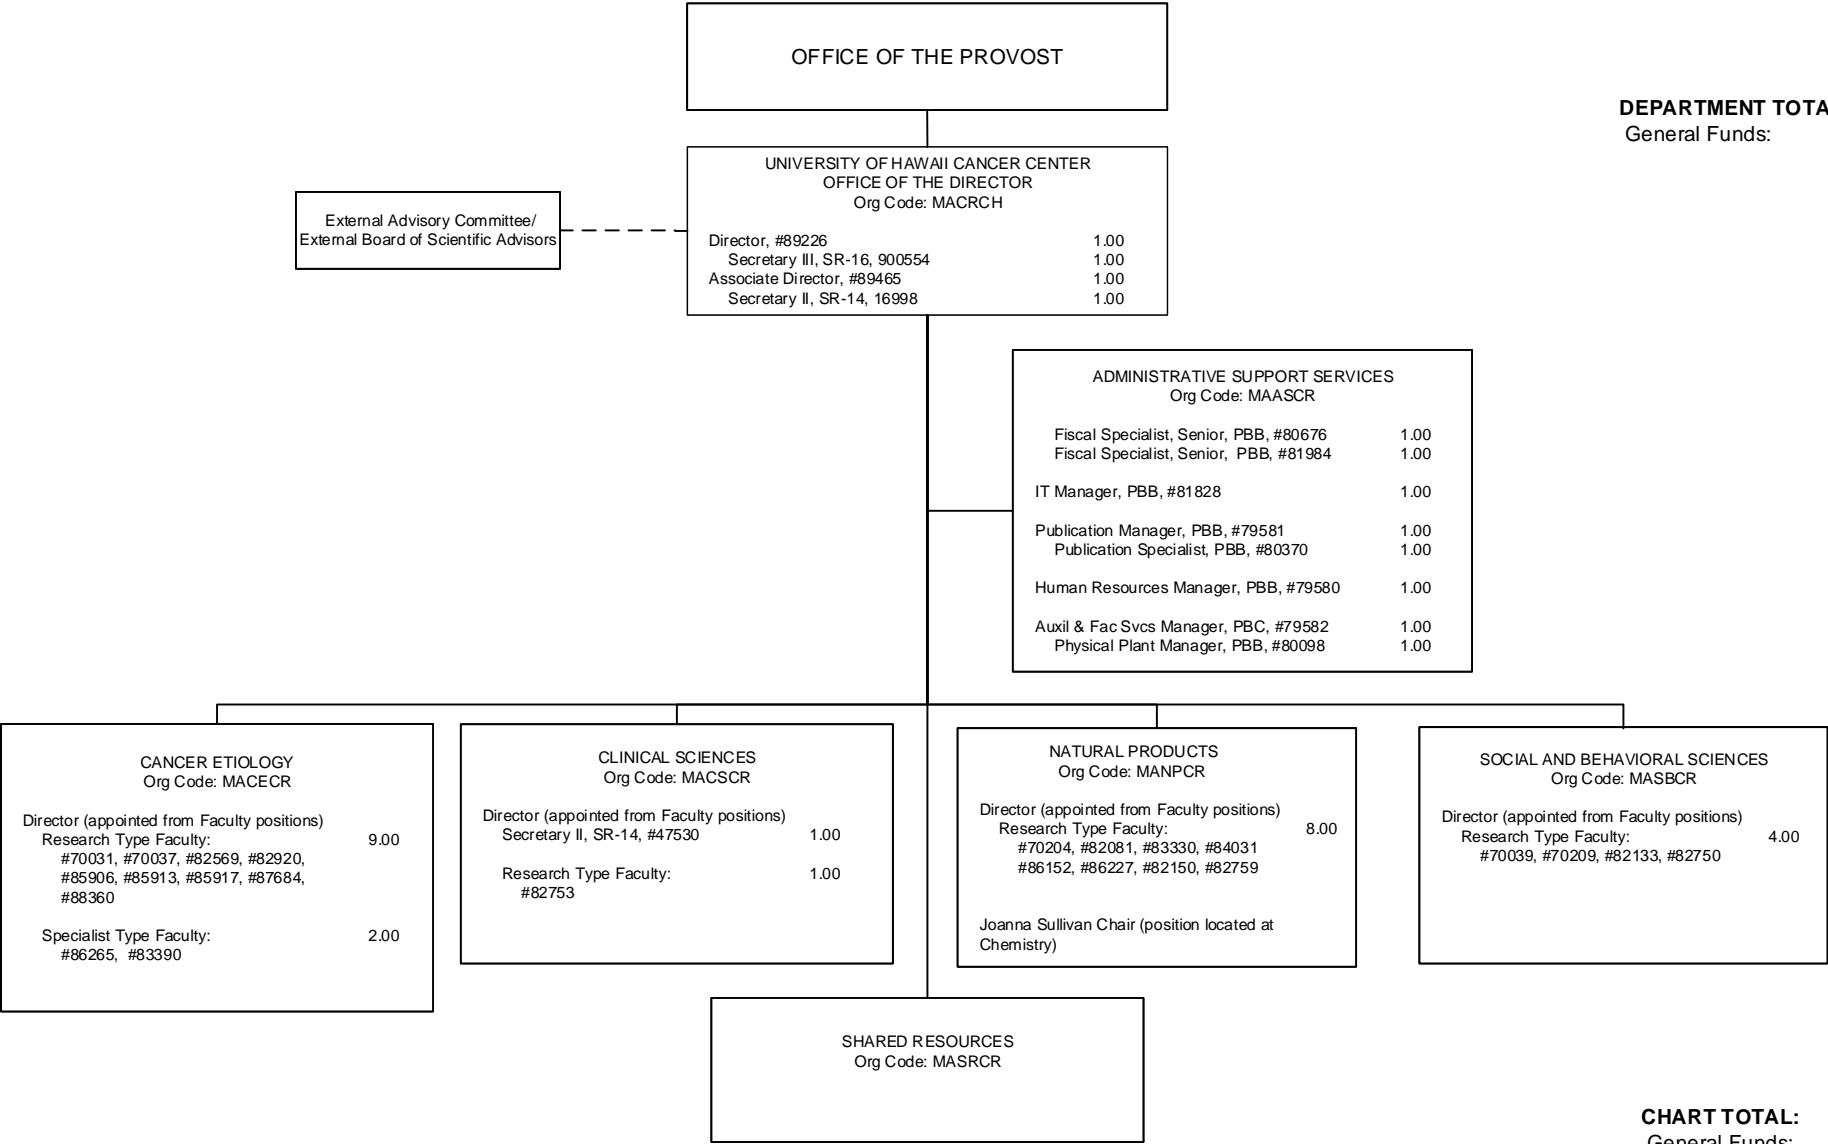 OFFICE OF THE PROVOST
DEPARTMENT TOTA
General Funds:
UNIVERSITY OF HAWAII CANCER CENTER
OFFICE OF THE DIRECTOR
Org Code: MACRCH
Director, #89226 1.00
Secretary III, SR-16, 900554 1.00
Associate Director, #89465 1.00
Secretary II, SR-14, 16998 1.00
External Advisory Committee/
External Board of Scientific Advisors
ADMINISTRATIVE SUPPORT SERVICES
Org Code: MAASCR
Fiscal Specialist, Senior, PBB, #80676 1.00
Fiscal Specialist, Senior, PBB, #81984 1.00
IT Manager, PBB, #81828 1.00
Publication Manager, PBB, #79581 1.00
Publication Specialist, PBB, #80370 1.00
Human Resources Manager, PBB, #79580 1.00
Auxil & Fac Svcs Manager, PBC, #79582 1.00
Physical Plant Manager, PBB, #80098 1.00
CANCER ETIOLOGY
Org Code: MACECR
Director (appointed from Faculty positions)
Research Type Faculty: 9.00
#70031, #70037, #82569, #82920,
#85906, #85913, #85917, #87684,
#88360
Specialist Type Faculty: 2.00
#86265, #83390
CLINICAL SCIENCES
Org Code: MACSCR
Director (appointed from Faculty positions)
Secretary II, SR-14, #47530 1.00
Research Type Faculty: 1.00
#82753
NATURAL PRODUCTS
Org Code: MANPCR
Director (appointed from Faculty positions)
Research Type Faculty: 8.00
#70204, #82081, #83330, #84031
#86152, #86227, #82150, #82759
Joanna Sullivan Chair (position located at
Chemistry)
SOCIAL AND BEHAVIORAL SCIENCES
Org Code: MASBCR
Director (appointed from Faculty positions)
Research Type Faculty: 4.00
#70039, #70209, #82133, #82750
SHARED RESOURCES
Org Code: MASRCR
CHART TOTAL:
General Funds: